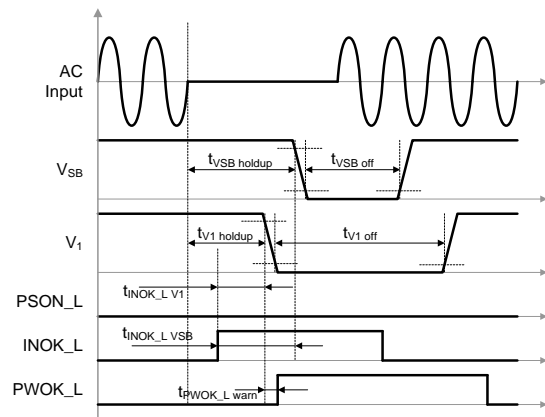 AC
Input
VSB
tVSB holdup
tVSB off
V1
tV1 holdup
tV1 off
PSON_L
tINOK_L V1
INOK_L
tINOK_L VSB
PWOK_L
tPWOK_L warn